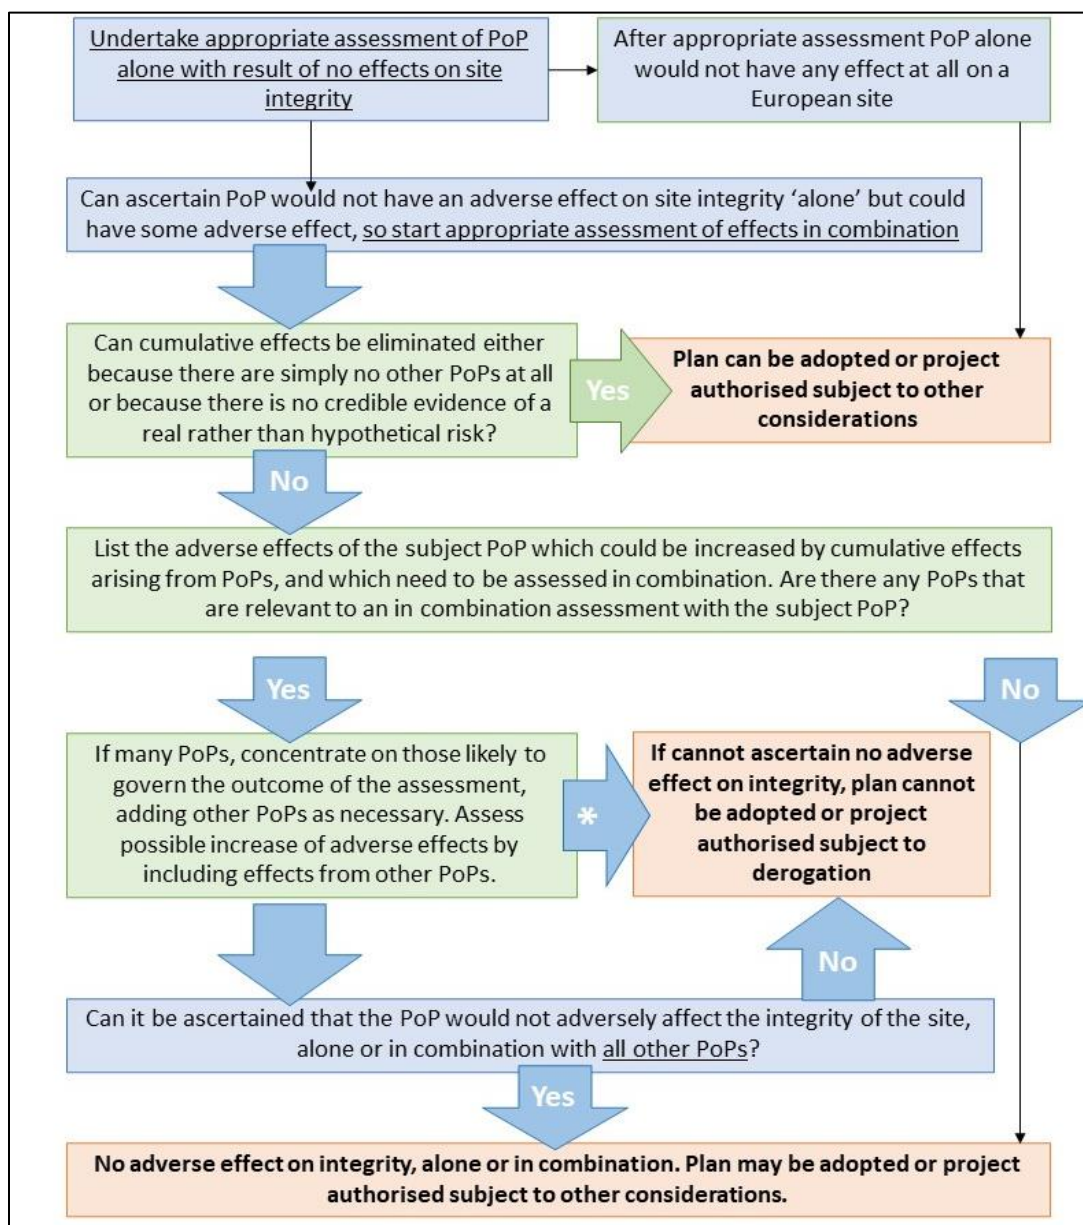 Undertake appropriate assessment of PoP
alone with result of no effects on site
integrity
After appropriate assessment PoP alone
would not have any effect at all on a
European site
Can ascertain PoP would not have an adverse effect on site integrity ‘alone’ but could
have some adverse effect, so start appropriate assessment of effects in combination
Can cumulative effects be eliminated either
because there are simply no other PoPs at all
or because there is no credible evidence of a
real rather than hypothetical risk?
Yes
Plan can be adopted or project
authorised subject to other
considerations
No
List the adverse effects of the subject PoP which could be increased by cumulative effects
arising from PoPs, and which need to be assessed in combination. Are there any PoPs that
are relevant to an in combination assessment with the subject PoP?
Yes
No
If many PoPs, concentrate on those likely to
govern the outcome of the assessment,
adding other PoPs as necessary. Assess
possible increase of adverse effects by
including effects from other PoPs.
*
If cannot ascertain no adverse
effect on integrity, plan cannot
be adopted or project
authorised subject to
derogation
No
Can it be ascertained that the PoP would not adversely affect the integrity of the site,
alone or in combination with all other PoPs?
Yes
No adverse effect on integrity, alone or in combination. Plan may be adopted or project
authorised subject to other considerations.